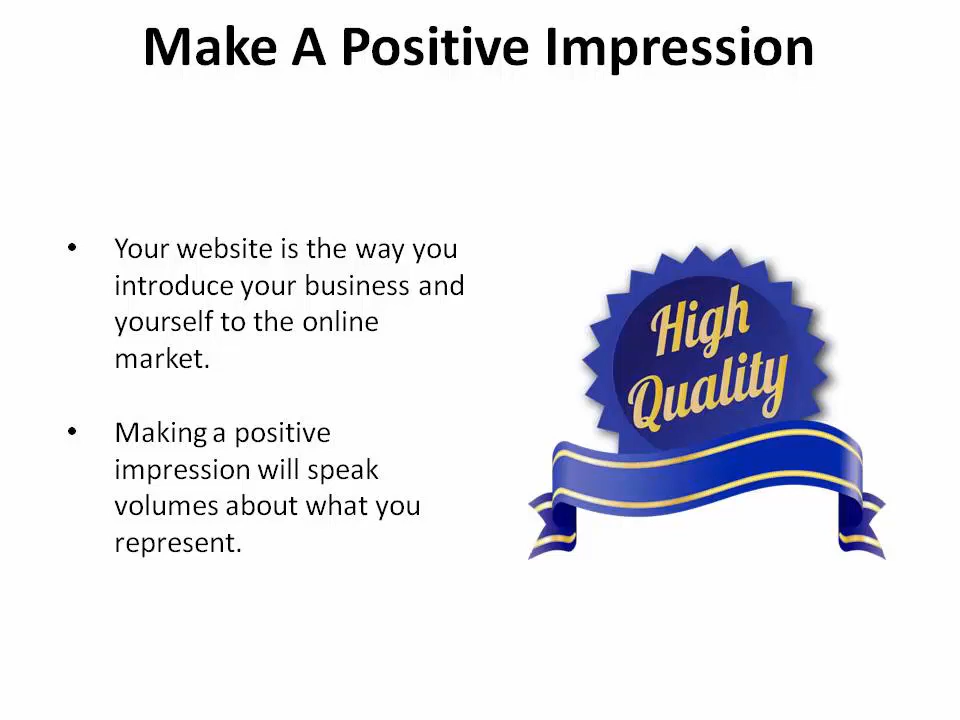 Make A Positive Impression
• Your website is the way you
introduce your business and
yourself to the online
market.
• Making a positive
impression will speak
volumes about what you
represent.
High
Quality